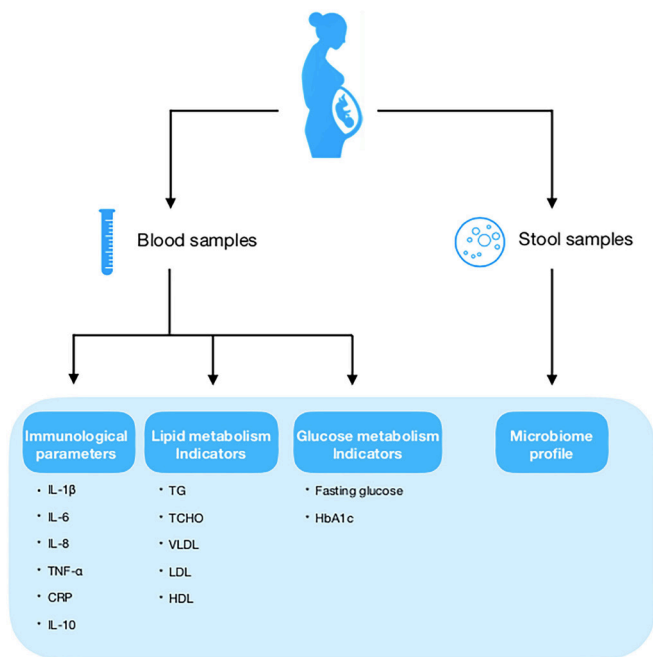 Blood samples
Stool samples
Immunological
parameters
• IL-1β
• IL-6
• IL-8
• TNF-α
• CRP
• IL-10
Lipid metabolism
Indicators
• TG
• TCHO
• VLDL
• LDL
• HDL
Glucose metabolism
Indicators
• Fasting glucose
• HbA1c
Microbiome
profile